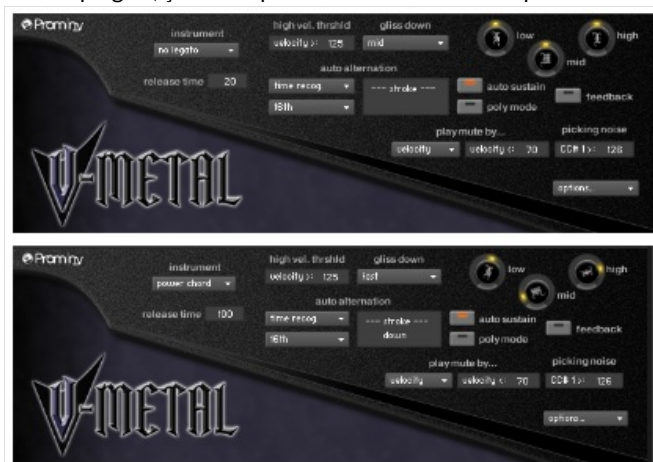 Prominy
instrument
high vel. thrshld
gliss down
low
high
no legato
velocity >: 125
mid
mid
auto alternation
release time 20
time recog.
--- stroke ---
auto sustain
feedback
16th
poly mode
play mute by...
picking noise
velocity
velocity <: 70
CC# 1 >: 126
V-METAL
options..
Prominy
instrument
high vel. thrshld
gliss down
low
high
power chord
velocity >: 125
fast
mid
auto alternation
release time 100
time recog.
--- stroke ---
auto sustain
feedback
16th
down
poly mode
play mute by...
picking noise
velocity
velocity <: 70
CC# 1 >: 126
V-METAL
options..